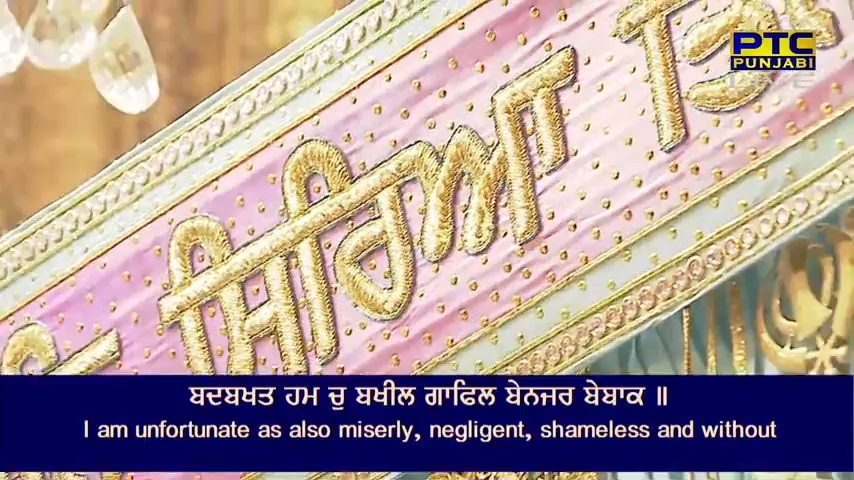 PTC
PUNJABI
ਸਿਰਿਆ
ਬਦਬਖਤ ਹਮ ਚੁ ਬਖੀਲ ਗਾਫਿਲ ਬੇਨਜਰ ਬੇਬਾਕ ॥
I am unfortunate as also miserly, negligent, shameless and without